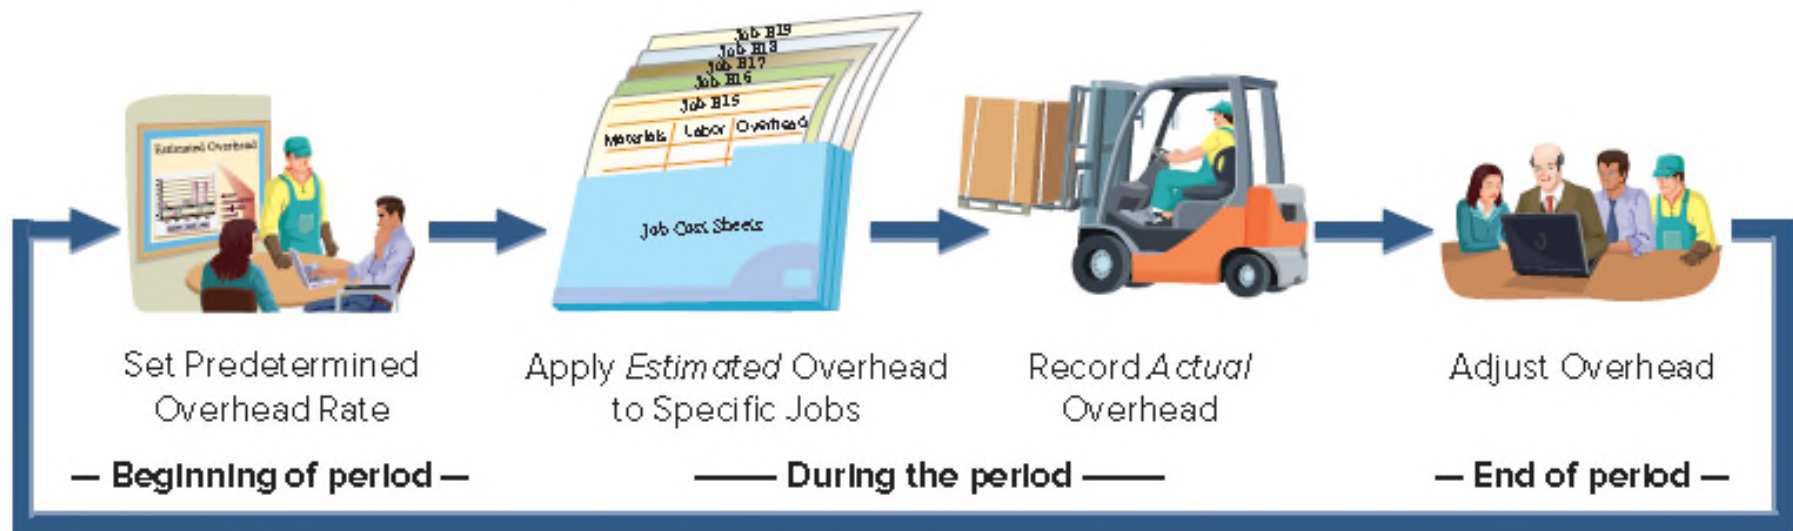 Job B19
Job B18
Job B17
Job B16
Job B15
Materials Labor Overhead
Estimated Overhead
Job Cost Sheets
Set Predetermined
Overhead Rate
Apply Estimated Overhead
to Specific Jobs
Record Actual
Overhead
Adjust Overhead
— Beginning of period —
—— During the period ——
— End of period —